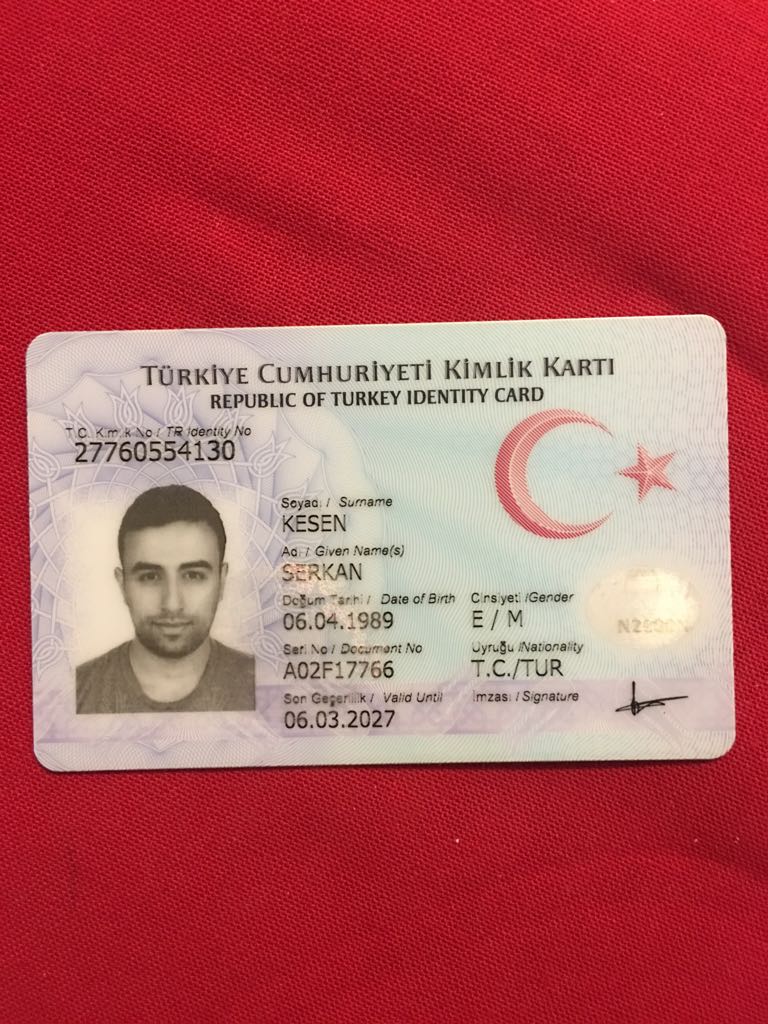 TÜRKİYE CUMHURİYETİ KİMLİK KARTI
REPUBLIC OF TURKEY IDENTITY CARD
T.C. Kimlik No / TR Identity No
27760554130
Soyadı / Surname
KESEN
Adı / Given Name(s)
SERKAN
Doğum Tarihi / Date of Birth Cinsiyeti /Gender
06.04.1989 E / M
Seri No / Document No Uyruğu /Nationality
A02F17766 T.C./TUR
Son Geçerlilik / Valid Until İmzası / Signature
06.03.2027